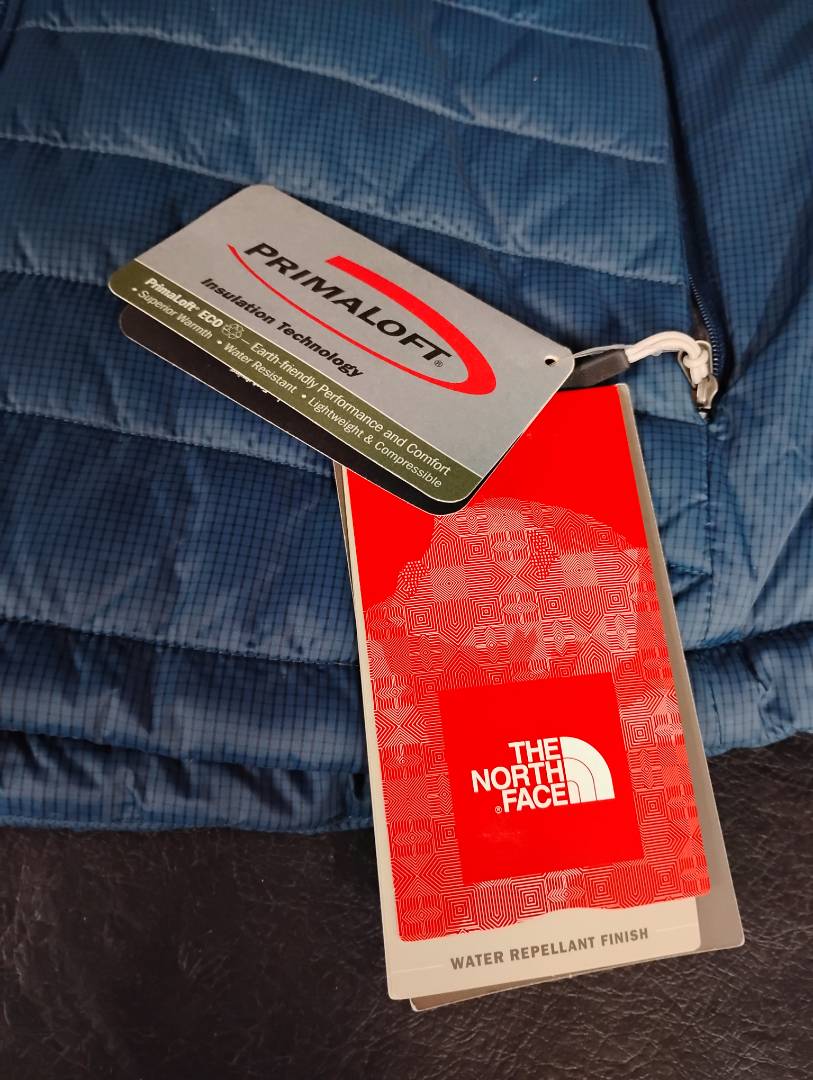 PRIMALOFT®
Insulation Technology
PrimaLoft® ECO — Earth-friendly Performance and Comfort
• Superior Warmth • Water Resistant • Lightweight & Compressible
THE
NORTH
FACE
®
WATER REPELLANT FINISH